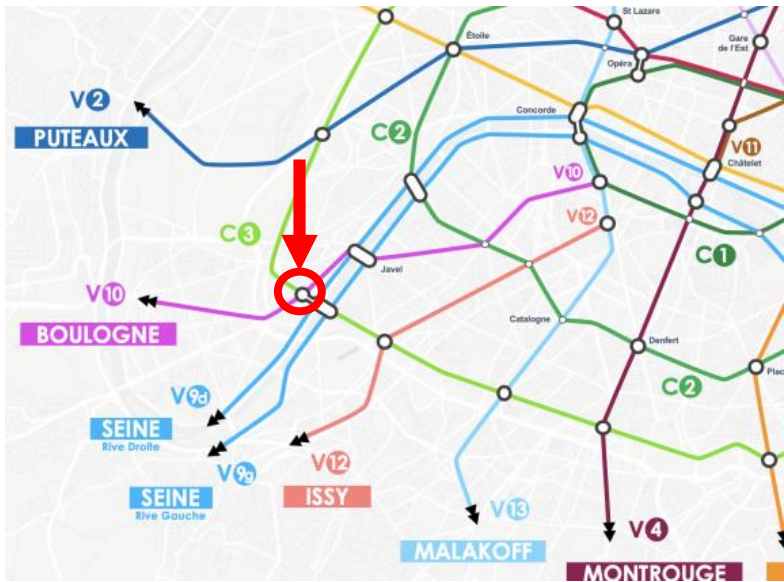 St Lazare
Étoile
Gare
de l'Est
Opéra
V2
PUTEAUX
Concorde
C2
V11
Châtelet
V10
V12
C3
C1
Javel
V10
BOULOGNE
Catalogne
Denfert
Plac
C2
V9d
SEINE
Rive Droite
V9g
SEINE
Rive Gauche
V12
ISSY
V13
MALAKOFF
V4
MONTROUGE